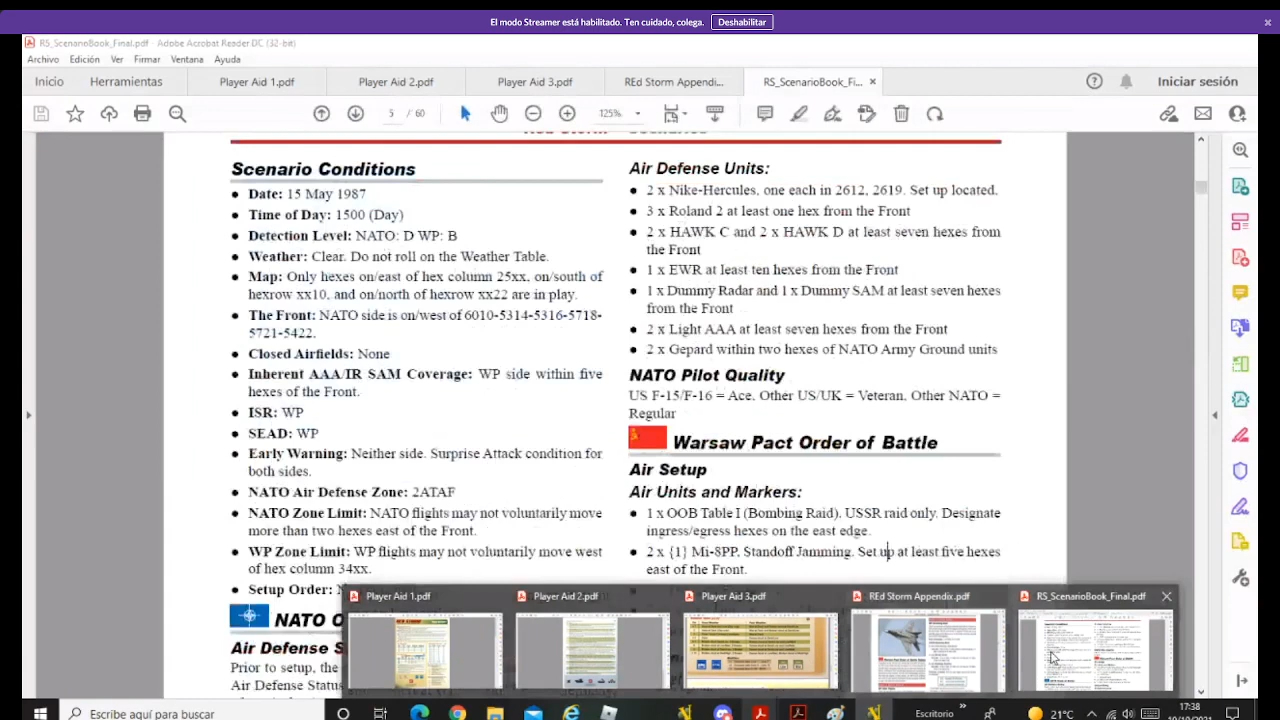 El modo Streamer está habilitado. Ten cuidado, colega. Deshabilitar
RS_ScenarioBook_Final.pdf - Adobe Acrobat Reader DC (32-bit)
Archivo Edición Ver Firmar Ventana Ayuda
Inicio Herramientas Player Aid 1.pdf Player Aid 2.pdf Player Aid 3.pdf REd Storm Appendi... RS_ScenarioBook_Fi... Iniciar sesión
5 / 60 125%
Scenario Conditions
Date: 15 May 1987
Time of Day: 1500 (Day)
Detection Level: NATO: D WP: B
Weather: Clear. Do not roll on the Weather Table.
Map: Only hexes on/east of hex column 25xx, on/south of
hexrow xx10, and on/north of hexrow xx22 are in play.
The Front: NATO side is on/west of 6010-5314-5316-5718-
5721-5422.
Closed Airfields: None
Inherent AAA/IR SAM Coverage: WP side within five
hexes of the Front.
ISR: WP
SEAD: WP
Early Warning: Neither side. Surprise Attack condition for
both sides.
NATO Air Defense Zone: 2ATAF
NATO Zone Limit: NATO flights may not voluntarily move
more than two hexes east of the Front.
WP Zone Limit: WP flights may not voluntarily move west
of hex column 34xx.
Setup Order:
NATO
Air Defense
Prior to setup, the
Air Defense Status
Air Defense Units:
2 x Nike-Hercules, one each in 2612, 2619. Set up located.
3 x Roland 2 at least one hex from the Front
2 x HAWK C and 2 x HAWK D at least seven hexes from
the Front
1 x EWR at least ten hexes from the Front
1 x Dummy Radar and 1 x Dummy SAM at least seven hexes
from the Front
2 x Light AAA at least seven hexes from the Front
2 x Gepard within two hexes of NATO Army Ground units
NATO Pilot Quality
US F-15/F-16 = Ace, Other US/UK = Veteran, Other NATO =
Regular
Warsaw Pact Order of Battle
Air Setup
Air Units and Markers:
1 x OOB Table I (Bombing Raid). USSR raid only. Designate
ingress/egress hexes on the east edge.
2 x {1} Mi-8PP, Standoff Jamming. Set up at least five hexes
east of the Front.
Player Aid 1.pdf Player Aid 2.pdf Player Aid 3.pdf REd Storm Appendix.pdf RS_ScenarioBook_Final.pdf
Escribe aquí para buscar Escritorio 21°C 17:38
19/10/2021